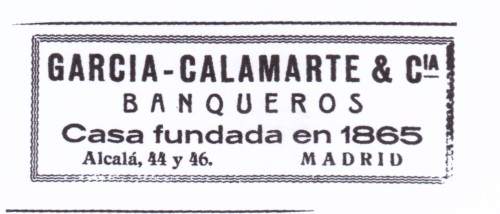 GARCIA-CALAMARTE & Cᴵᴬ
BANQUEROS
Casa fundada en 1865
Alcalá, 44 y 46. MADRID